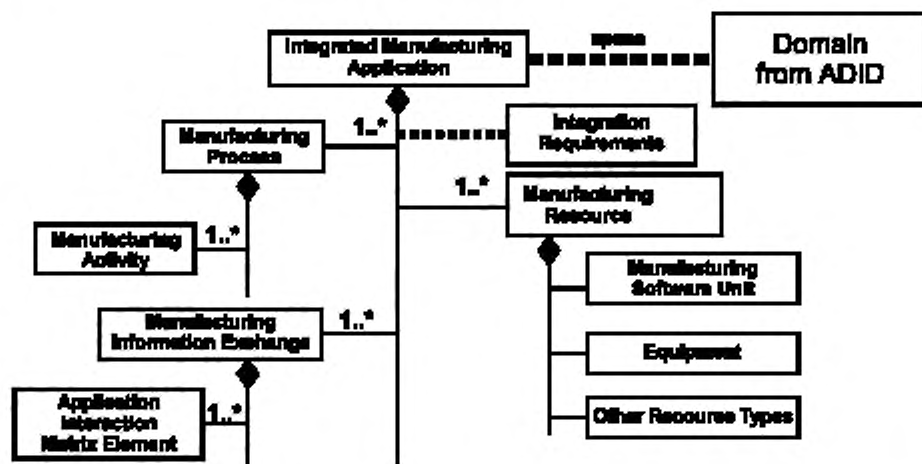 Integrated Manufacturing
Application
spans
Domain
from ADID
1..*
Manufacturing
Process
Integration
Requirements
1..*
Manufacturing
Resource
1..*
Manufacturing
Activity
Manufacturing
Software Unit
Manufacturing
Information Exchange
1..*
Equipment
Application
Interaction
Matrix Element
1..*
Other Resource Types